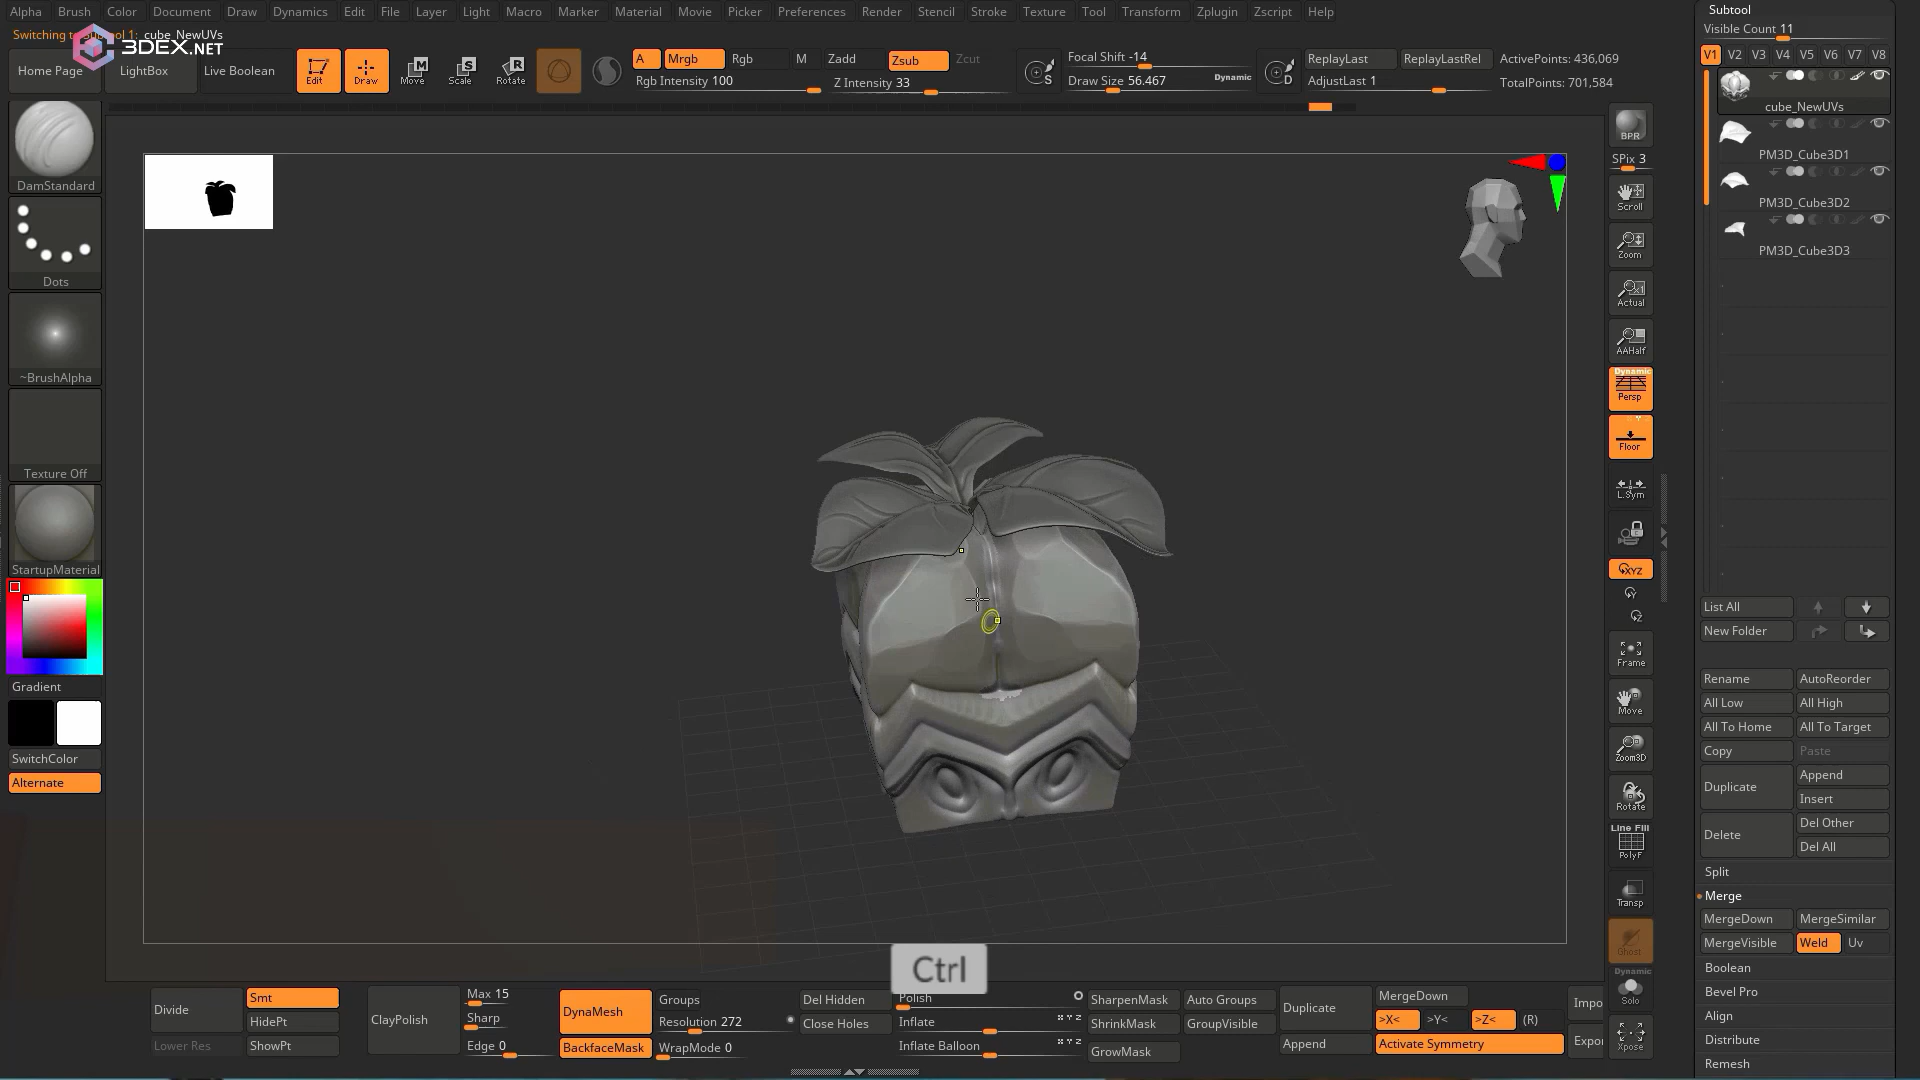 Alpha Brush Color Document Draw Dynamics Edit File Layer Light Macro Marker Material Movie Picker Preferences Render Stencil Stroke Texture Tool Transform Zplugin Zscript Help
Switching to Subtool 1: cube_NewUVs
3DEX.NET
Home Page
LightBox
Live Boolean
Edit
Draw
Move
Scale
Rotate
A
Mrgb
Rgb
M
Zadd
Zsub
Zcut
Rgb Intensity 100
Z Intensity 33
Focal Shift -14
Draw Size 56.467
Dynamic
S
D
ReplayLast
ReplayLastRel
AdjustLast 1
ActivePoints: 436,069
TotalPoints: 701,584
DamStandard
Dots
~BrushAlpha
Texture Off
StartupMaterial
Gradient
SwitchColor
Alternate
BPR
SPix 3
Scroll
Zoom
Actual
AAHalf
Dynamic
Persp
Floor
L.Sym
XYZ
Y
Z
Frame
Move
Zoom3D
Rotate
Line Fill
PolyF
Transp
Ghost
Dynamic
Solo
Xpose
Subtool
Visible Count 11
V1 V2 V3 V4 V5 V6 V7 V8
cube_NewUVs
PM3D_Cube3D1
PM3D_Cube3D2
PM3D_Cube3D3
List All
New Folder
Rename
AutoReorder
All Low
All High
All To Home
All To Target
Copy
Paste
Duplicate
Append
Insert
Delete
Del Other
Del All
Split
Merge
MergeDown
MergeSimilar
MergeVisible
Weld
Uv
Boolean
Bevel Pro
Align
Distribute
Remesh
Ctrl
Divide
Smt
HidePt
Lower Res
ShowPt
ClayPolish
Max 15
Sharp
Edge 0
DynaMesh
BackfaceMask
Groups
Resolution 272
WrapMode 0
Del Hidden
Close Holes
Polish
Inflate
Inflate Balloon
X Y Z
X Y Z
SharpenMask
ShrinkMask
GrowMask
Auto Groups
GroupVisible
Duplicate
Append
MergeDown
>X<
>Y<
>Z<
(R)
Activate Symmetry
Impo
Expo